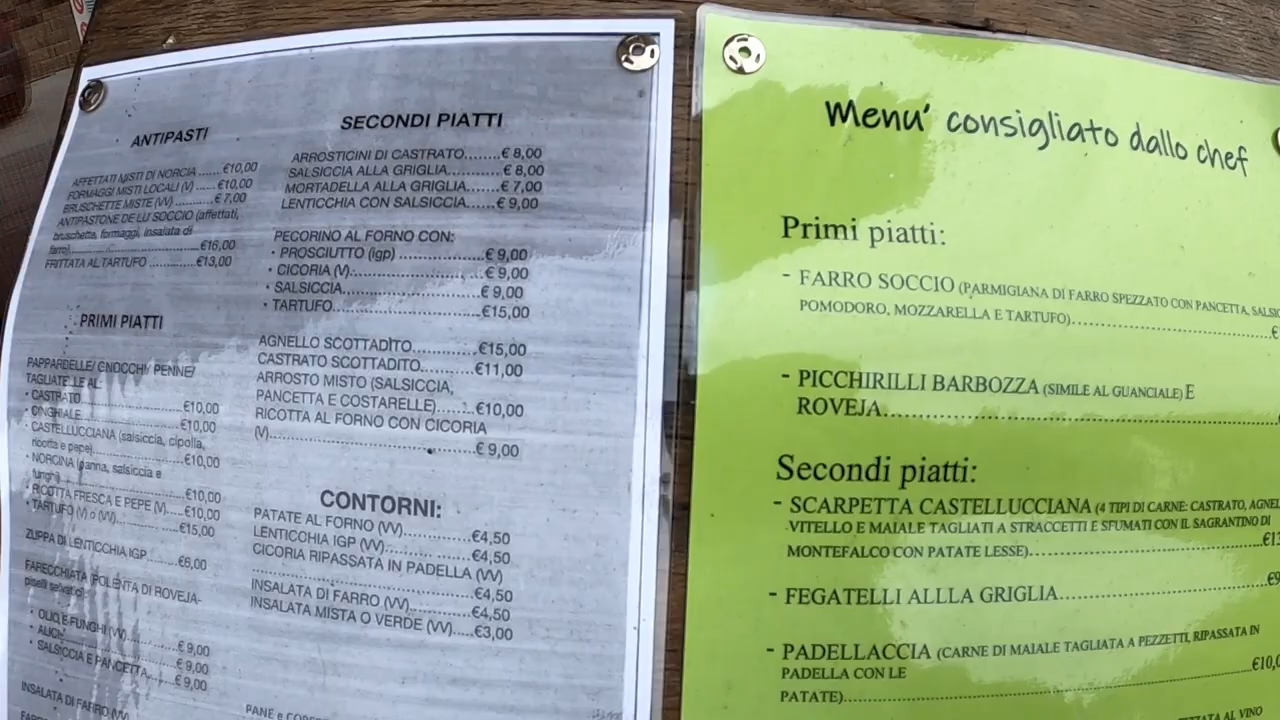 ANTIPASTI
AFFETTATI MISTI DI NORCIA ......€10,00
FORMAGGI MISTI LOCALI (V) .....€10,00
BRUSCHETTE MISTE (VV) ........€ 7,00
ANTIPASTONE DE LU' SOCCIO (affettati,
bruschetta, formaggi, insalata di
farro)..............................€16,00
FRITTATA AL TARTUFO ...............€13,00
PRIMI PIATTI
PAPPARDELLE/ GNOCCHI/ PENNE/
TAGLIATELLE AL:
• CASTRATO........................€10,00
• CINGHIALE.......................€10,00
• CASTELLUCCIANA (salsiccia, cipolla,
ricotta e pepe)........................€10,00
• NORCINA (panna, salsiccia e
funghi)..............................€10,00
• RICOTTA FRESCA E PEPE (V)....€10,00
• TARTUFO (V) o (VV)..............€15,00
ZUPPA DI LENTICCHIA IGP........€6,00
FARECCHIATA (POLENTA DI ROVEJA-
piselli selvatici):
• OLIO E FUNGHI (VV)............€ 9,00
• ALICI............................€ 9,00
• SALSICCIA E PANCETTA.......€ 9,00
INSALATA DI FARRO (VV)
SECONDI PIATTI
ARROSTICINI DI CASTRATO.......€ 8,00
SALSICCIA ALLA GRIGLIA.........€ 8,00
MORTADELLA ALLA GRIGLIA.......€ 7,00
LENTICCHIA CON SALSICCIA......€ 9,00
PECORINO AL FORNO CON:
• PROSCIUTTO (igp) ................€ 9,00
• CICORIA (V)........................€ 9,00
• SALSICCIA..........................€ 9,00
• TARTUFO............................€15,00
AGNELLO SCOTTADITO.............€15,00
CASTRATO SCOTTADITO...........€11,00
ARROSTO MISTO (SALSICCIA,
PANCETTA E COSTARELLE)........€10,00
RICOTTA AL FORNO CON CICORIA
(V)......................................€ 9,00
CONTORNI:
PATATE AL FORNO (VV)..............€4,50
LENTICCHIA IGP (VV)................€4,50
CICORIA RIPASSATA IN PADELLA (VV)
......................................€4,50
INSALATA DI FARRO (VV)...........€4,50
INSALATA MISTA O VERDE (VV).....€3,00
Menu' consigliato dallo chef
Primi piatti:
- FARRO SOCCIO (PARMIGIANA DI FARRO SPEZZATO CON PANCETTA, SALSIC
POMODORO, MOZZARELLA E TARTUFO)..............................€
- PICCHIRILLI BARBOZZA (SIMILE AL GUANCIALE) E
ROVEJA..............................
Secondi piatti:
- SCARPETTA CASTELLUCCIANA (4 TIPI DI CARNE: CASTRATO, AGNEL
VITELLO E MAIALE TAGLIATI A STRACCETTI E SFUMATI CON IL SAGRANTINO DI
MONTEFALCO CON PATATE LESSE)..............................€13
- FEGATELLI ALLLA GRIGLIA..............................€9
- PADELLACCIA (CARNE DI MAIALE TAGLIATA A PEZZETTI, RIPASSATA IN
PADELLA CON LE
PATATE)..............................€10,0
AL VINO